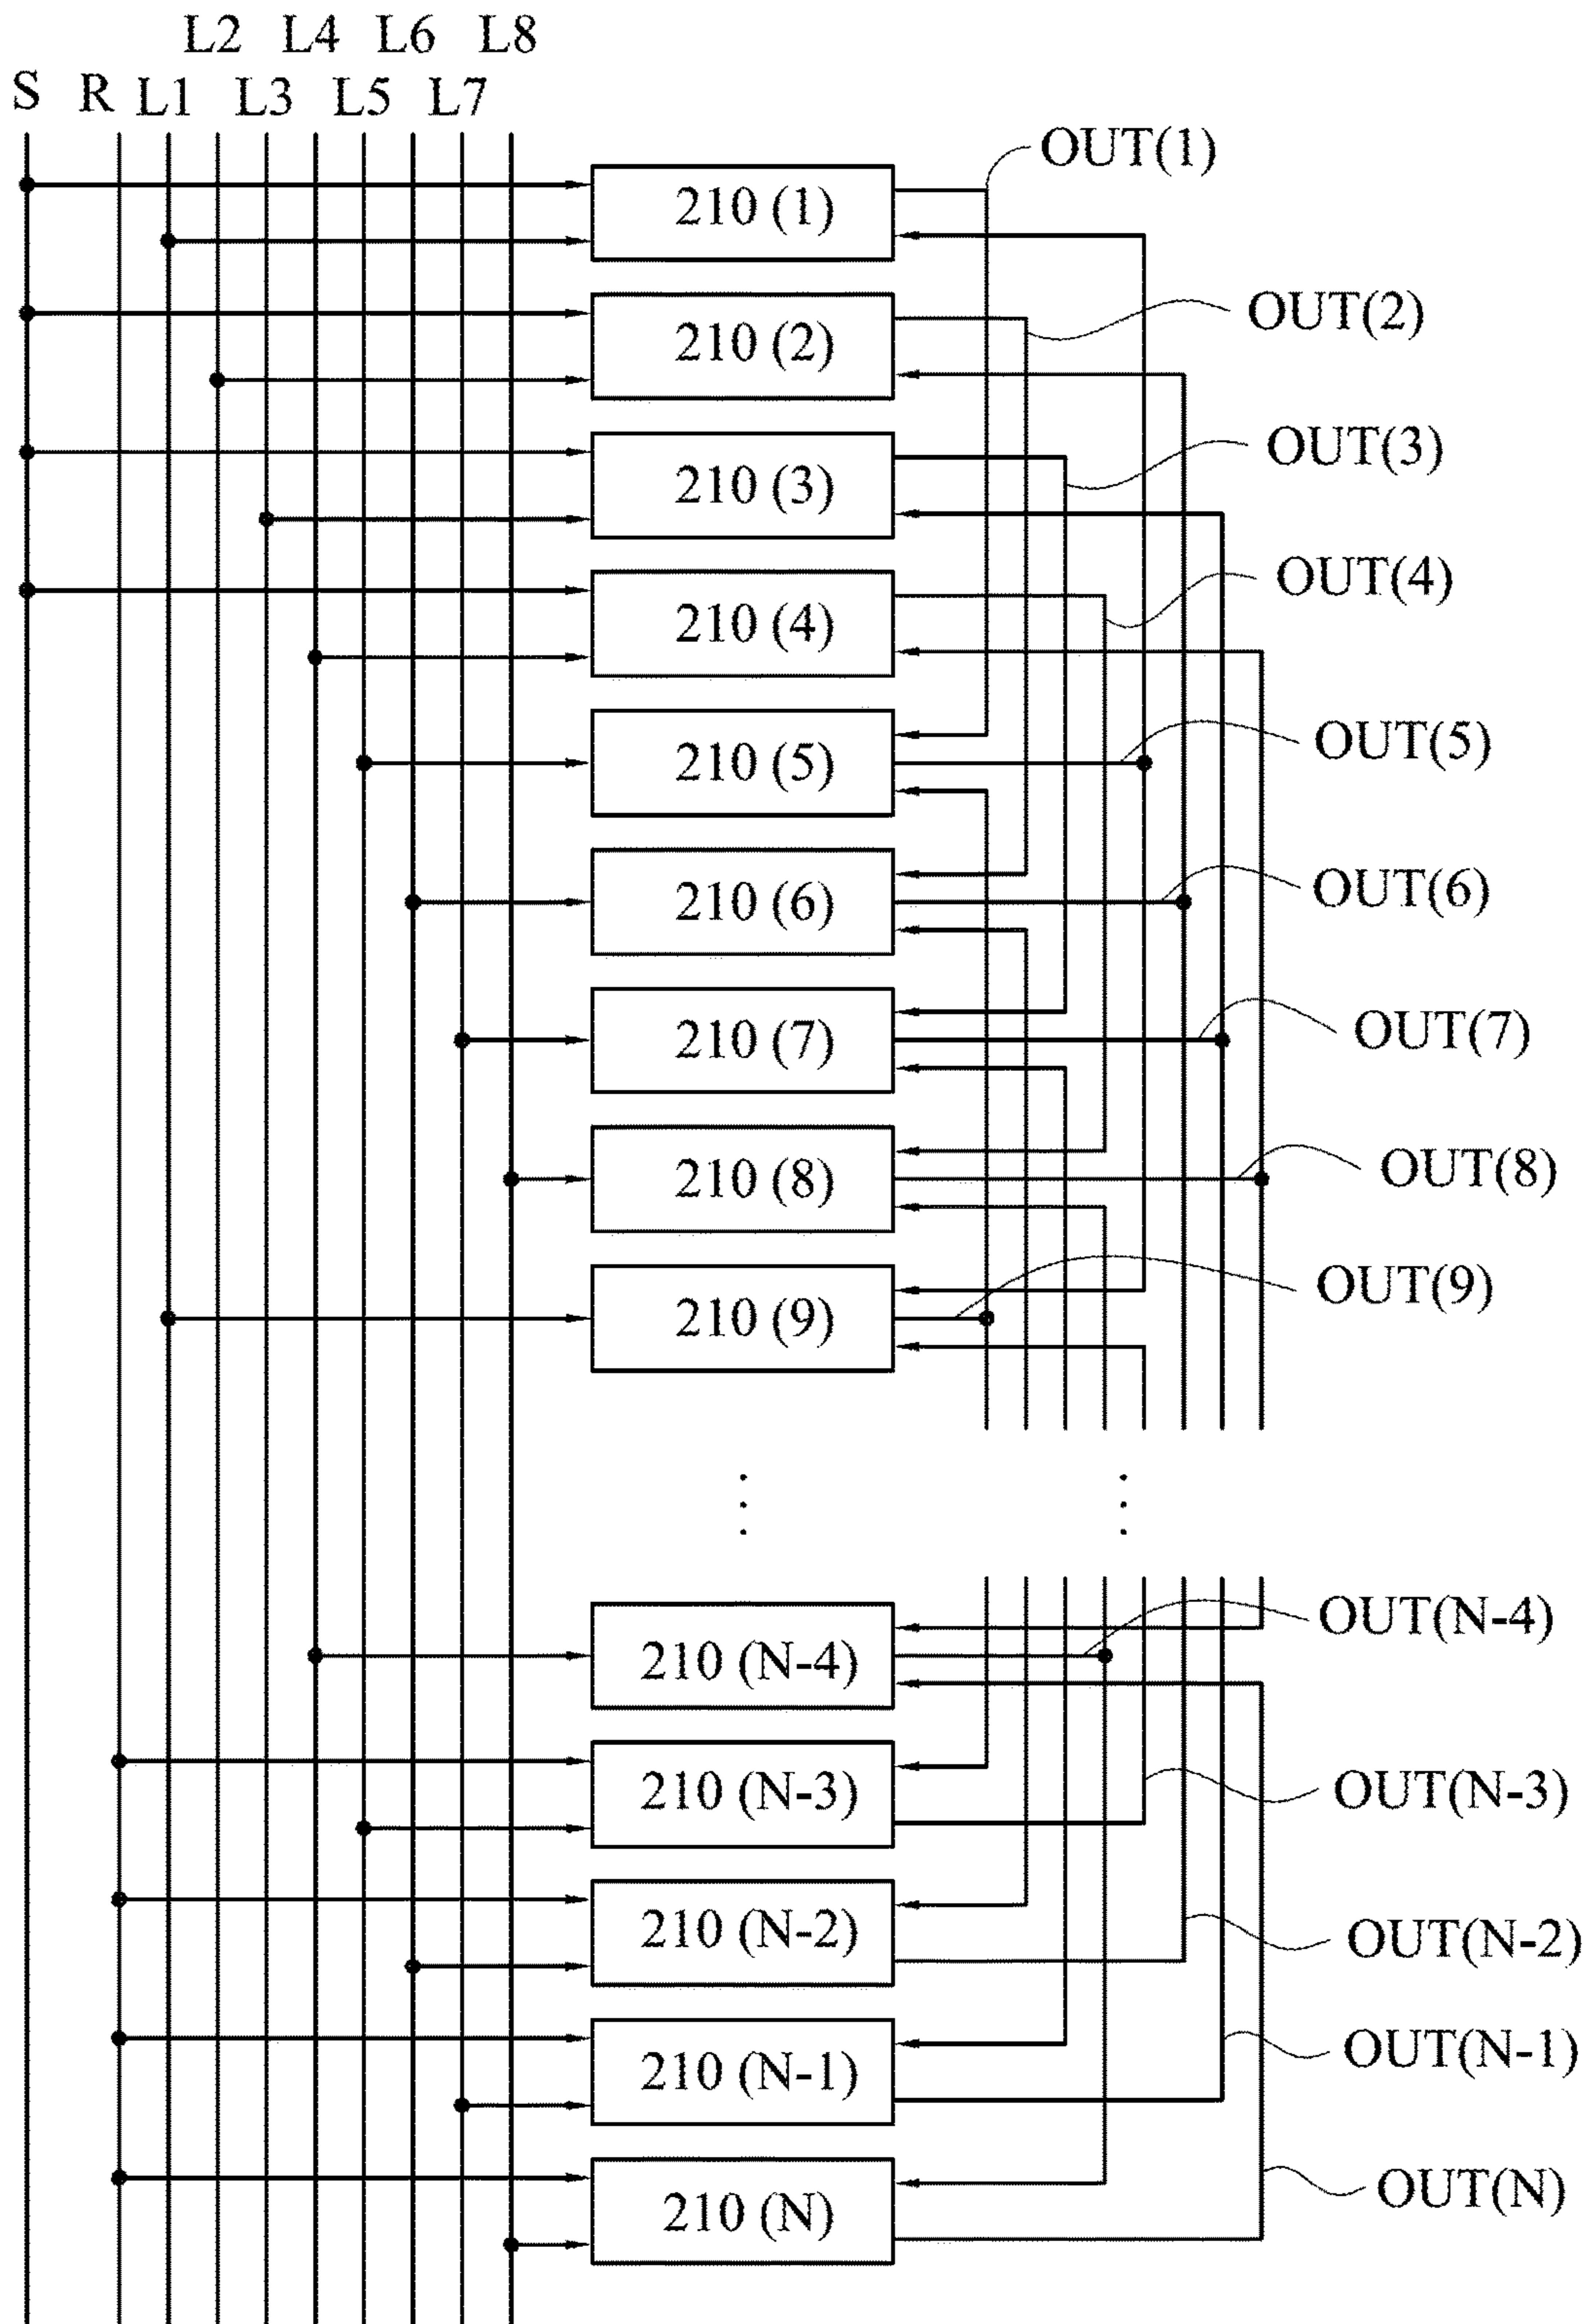 L2 L4 L6 L8
S R L1 L3 L5 L7
OUT(1)
210 (1)
OUT(2)
210 (2)
OUT(3)
210 (3)
OUT(4)
210 (4)
OUT(5)
210 (5)
OUT(6)
210 (6)
OUT(7)
210 (7)
OUT(8)
210 (8)
OUT(9)
210 (9)
OUT(N-4)
210 (N-4)
OUT(N-3)
210 (N-3)
OUT(N-2)
210 (N-2)
OUT(N-1)
210 (N-1)
OUT(N)
210 (N)